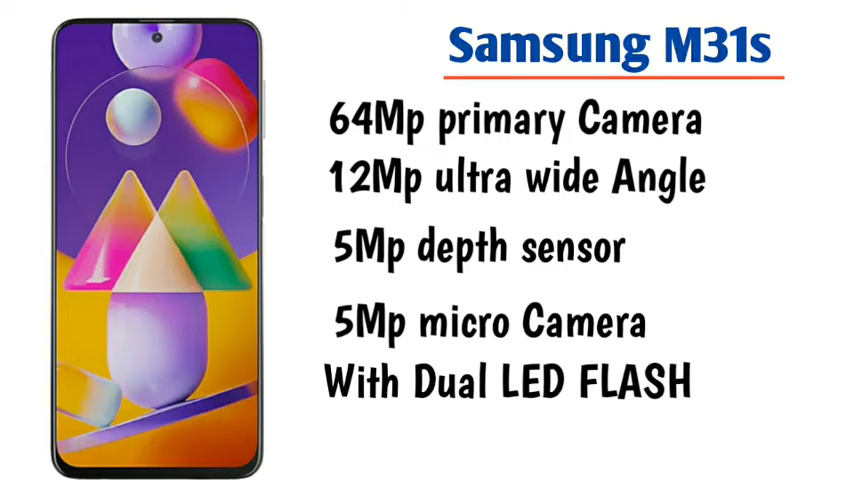 Samsung M31s
64Mp primary Camera
12Mp ultra wide Angle
5Mp depth sensor
5Mp micro Camera
With Dual LED FLASH